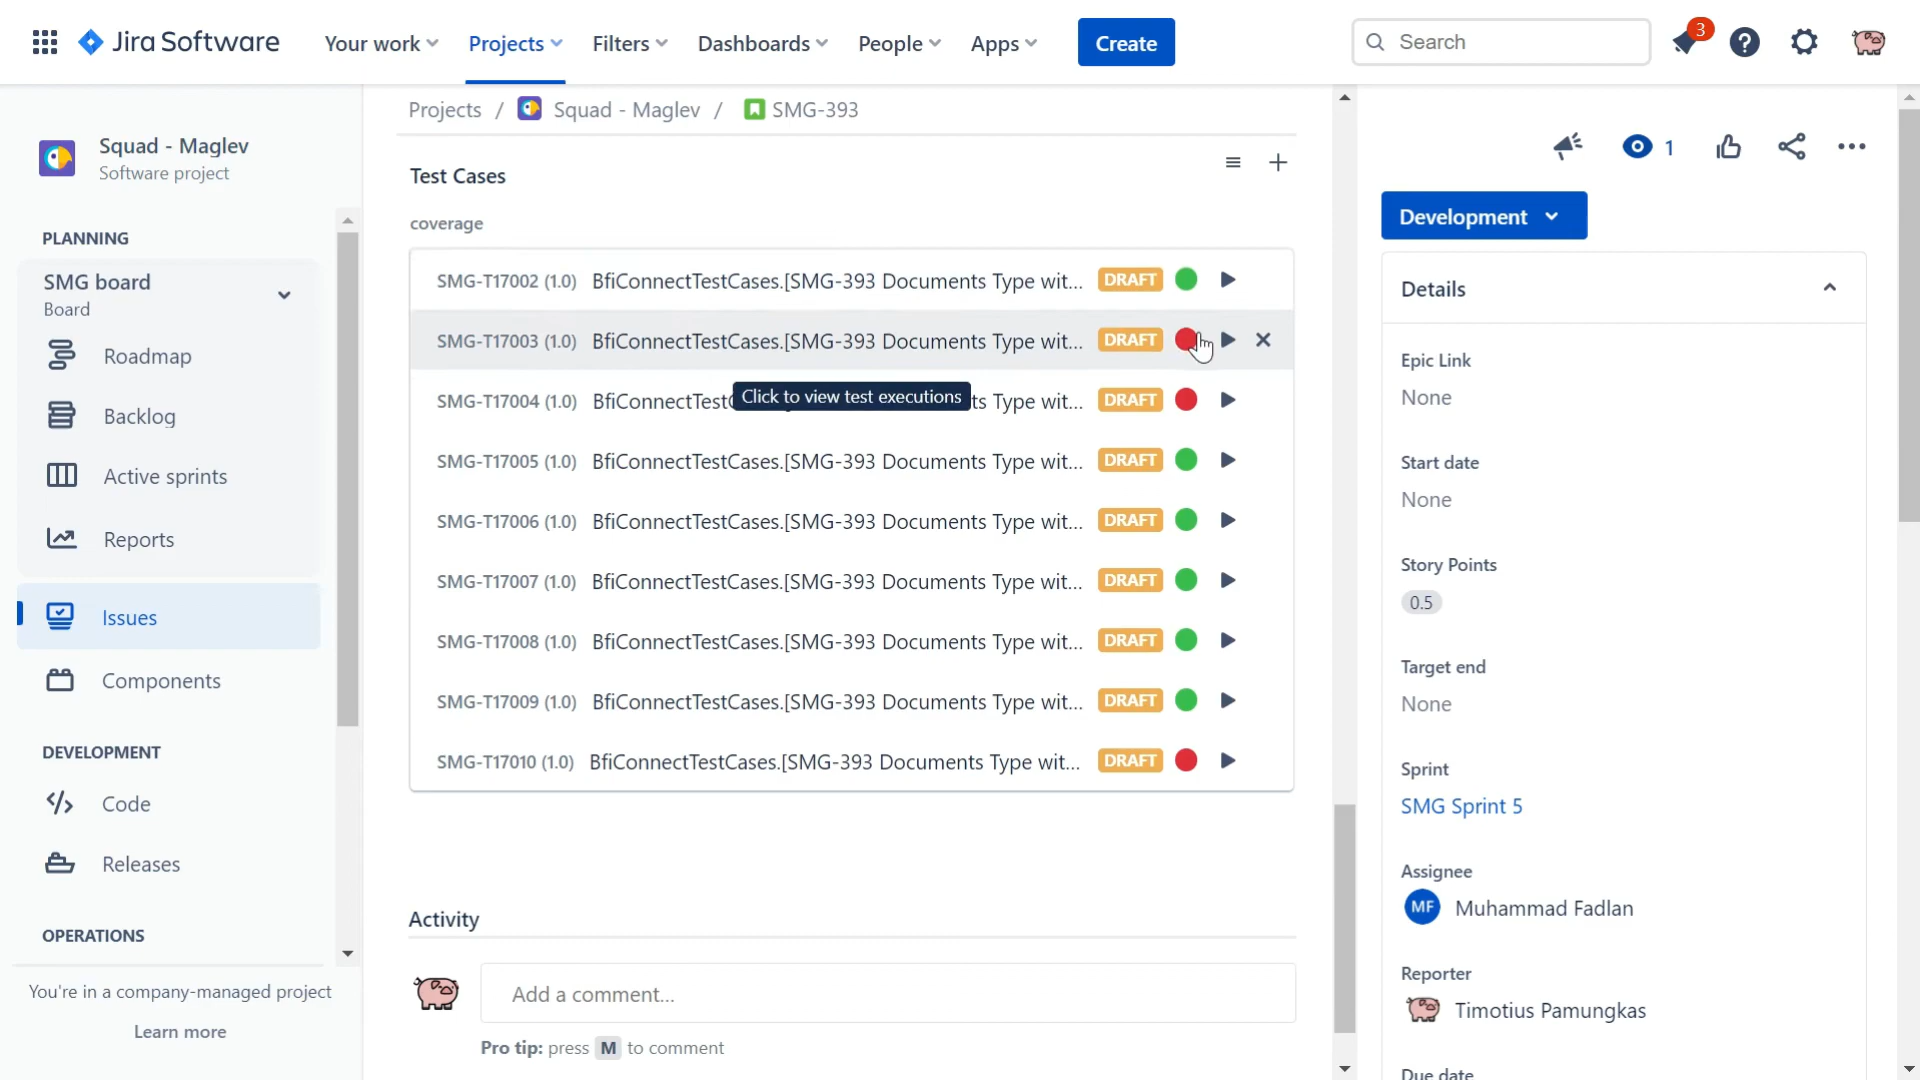 Jira Software
Your work
Projects
Filters
Dashboards
People
Apps
Create
Search
3
Squad - Maglev
Software project
PLANNING
SMG board
Board
Roadmap
Backlog
Active sprints
Reports
Issues
Components
DEVELOPMENT
Code
Releases
OPERATIONS
You're in a company-managed project
Learn more
Projects / Squad - Maglev / SMG-393
Test Cases
coverage
SMG-T17002 (1.0) BfiConnectTestCases.[SMG-393 Documents Type wit... DRAFT
SMG-T17003 (1.0) BfiConnectTestCases.[SMG-393 Documents Type wit... DRAFT
Click to view test executions
SMG-T17004 (1.0) BfiConnectTest ts Type wit... DRAFT
SMG-T17005 (1.0) BfiConnectTestCases.[SMG-393 Documents Type wit... DRAFT
SMG-T17006 (1.0) BfiConnectTestCases.[SMG-393 Documents Type wit... DRAFT
SMG-T17007 (1.0) BfiConnectTestCases.[SMG-393 Documents Type wit... DRAFT
SMG-T17008 (1.0) BfiConnectTestCases.[SMG-393 Documents Type wit... DRAFT
SMG-T17009 (1.0) BfiConnectTestCases.[SMG-393 Documents Type wit... DRAFT
SMG-T17010 (1.0) BfiConnectTestCases.[SMG-393 Documents Type wit... DRAFT
Activity
Add a comment...
Pro tip: press M to comment
1
Development
Details
Epic Link
None
Start date
None
Story Points
0.5
Target end
None
Sprint
SMG Sprint 5
Assignee
MF Muhammad Fadlan
Reporter
Timotius Pamungkas
Due date